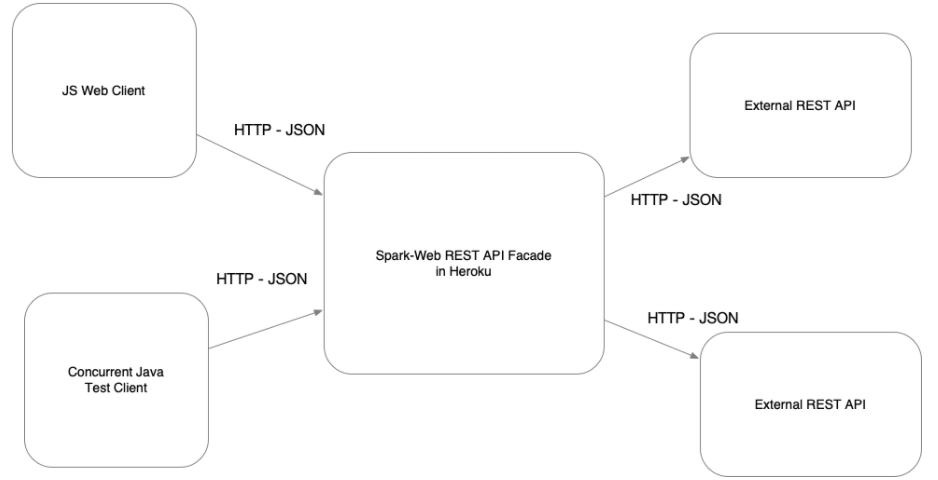 JS Web Client
HTTP - JSON
External REST API
HTTP - JSON
Spark-Web REST API Facade
in Heroku
HTTP - JSON
HTTP - JSON
Concurrent Java
Test Client
External REST API